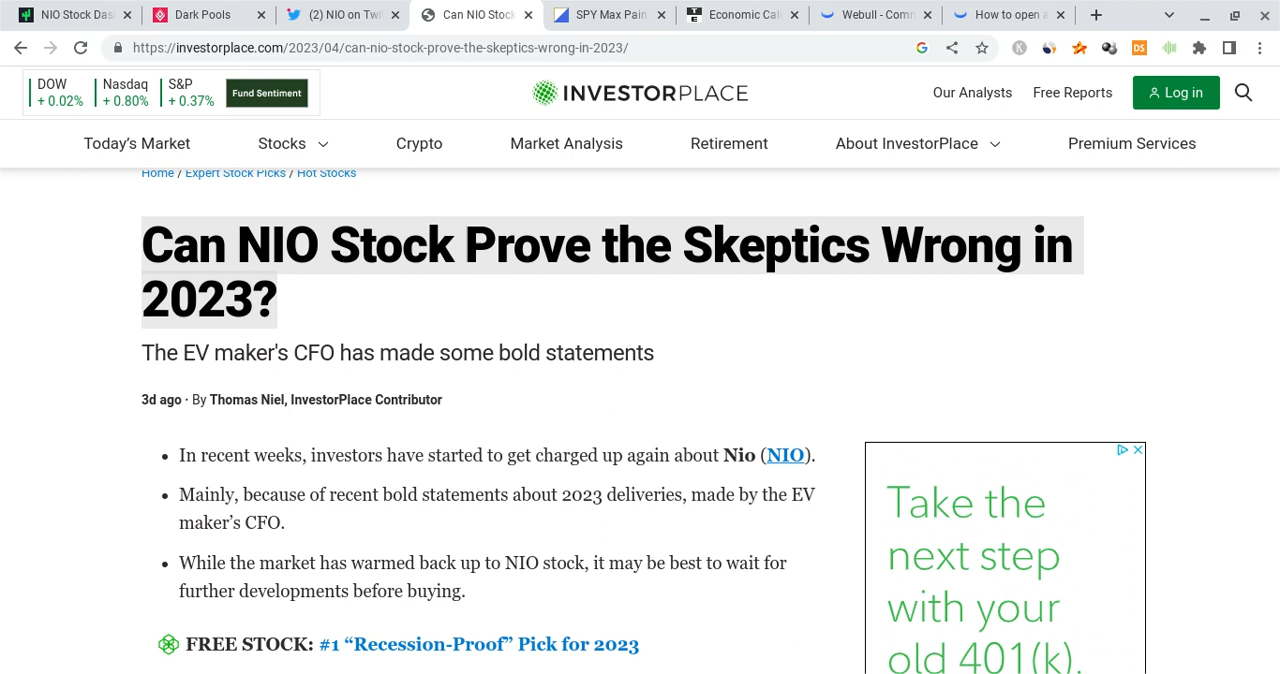 NIO Stock Das
Dark Pools
(2) NIO on Twi
Can NIO Stock
SPY Max Pain
Economic Cal
Webull - Comm
How to open a
https://investorplace.com/2023/04/can-nio-stock-prove-the-skeptics-wrong-in-2023/
DOW
+ 0.02%
Nasdaq
+ 0.80%
S&P
+ 0.37%
Fund Sentiment
INVESTORPLACE
Our Analysts
Free Reports
Log in
Today's Market
Stocks
Crypto
Market Analysis
Retirement
About InvestorPlace
Premium Services
Home / Expert Stock Picks / Hot Stocks
Can NIO Stock Prove the Skeptics Wrong in
2023?
The EV maker's CFO has made some bold statements
3d ago · By Thomas Niel, InvestorPlace Contributor
• In recent weeks, investors have started to get charged up again about Nio (NIO).
• Mainly, because of recent bold statements about 2023 deliveries, made by the EV
maker's CFO.
• While the market has warmed back up to NIO stock, it may be best to wait for
further developments before buying.
FREE STOCK: #1 “Recession-Proof” Pick for 2023
Take the
next step
with your
old 401(k).